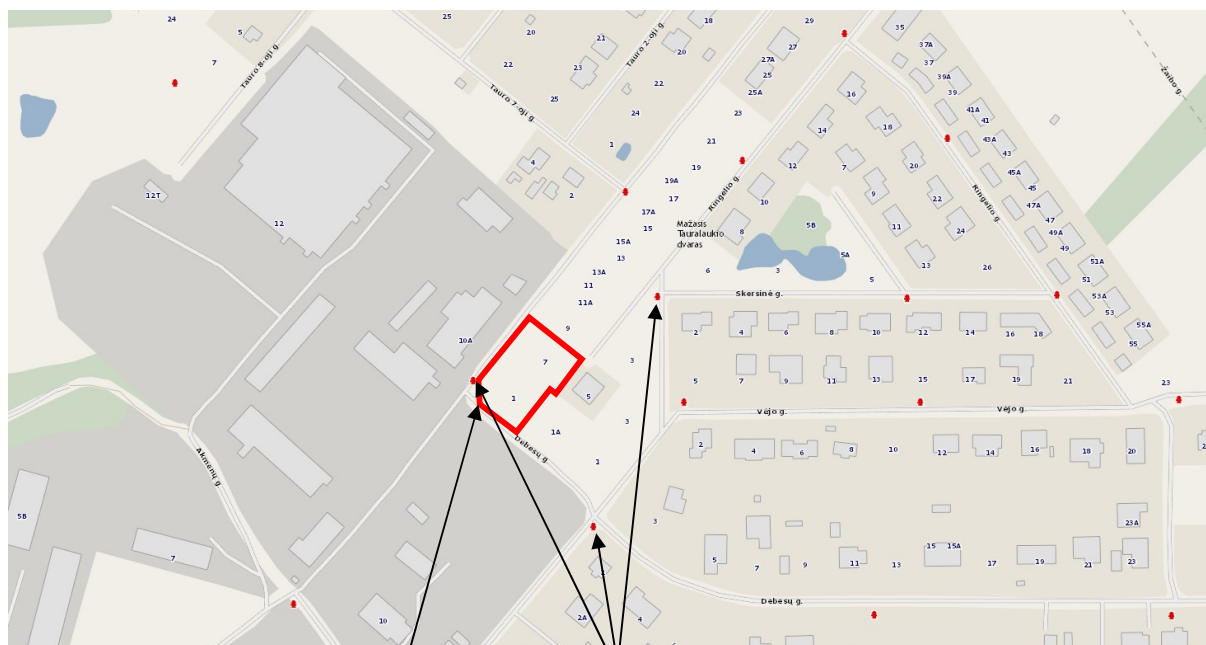 24
5
7
Tauro 8-oji g.
25
20
21
18
29
35
Tauro 2-oji g.
20
27
37A
22
23
27A
37
25
39A
Tauro 7-oji g.
22
25A
39
Žaibo g.
25
16
24
23
41A
41
14
18
43A
1
21
43
4
12
7
20
19
45A
12T
2
19A
9
45
17
10
22
Ringelio g.
47A
17A
5B
47
12
15
Ringelio g.
Mažasis
Tauralaukio
dvaras
8
11
24
49A
15A
49
5A
13
13
51A
13A
6
3
5
26
51
11
Skersinė g.
53A
11A
53
9
2
4
6
8
10
12
14
16
18
55A
10A
55
7
3
5
7
9
11
13
15
17
19
21
23
5
1
Vėjo g.
Vėjo g.
3
1A
Debesų g.
2
4
6
8
10
12
14
16
18
20
1
Akmenų g.
5B
3
23A
7
5
7
9
11
13
15
15A
17
19
21
23
2A
4
Debesų g.
10